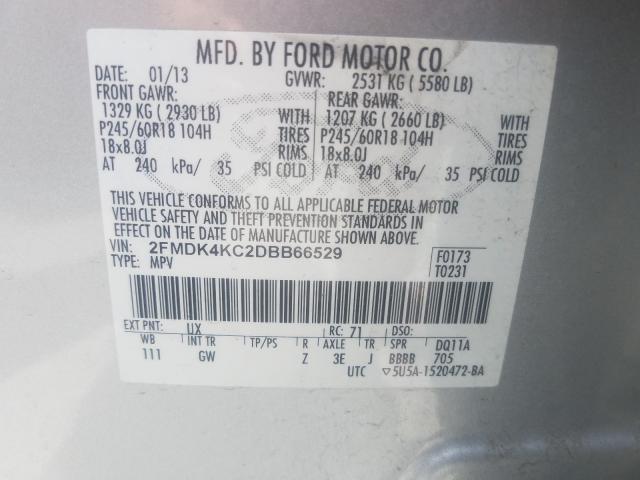 MFD. BY FORD MOTOR CO.
DATE: 01/13 GVWR: 2531 KG ( 5580 LB)
FRONT GAWR: REAR GAWR:
1329 KG ( 2930 LB) 1207 KG ( 2660 LB)
P245/60R18 104H WITH TIRES P245/60R18 104H WITH TIRES
18x8.0J RIMS 18x8.0J RIMS
AT 240 kPa/ 35 PSI COLD AT 240 kPa/ 35 PSI COLD
THIS VEHICLE CONFORMS TO ALL APPLICABLE FEDERAL MOTOR
VEHICLE SAFETY AND THEFT PREVENTION STANDARDS IN
EFFECT ON THE DATE OF MANUFACTURE SHOWN ABOVE.
VIN: 2FMDK4KC2DBB66529 F0173
TYPE: MPV T0231
EXT PNT: UX RC: 71 DSO:
WB INT TR TP/PS R AXLE TR SPR DQ11A
111 GW Z 3E J BBBB 705
UTC ▽5U5A-1520472-BA